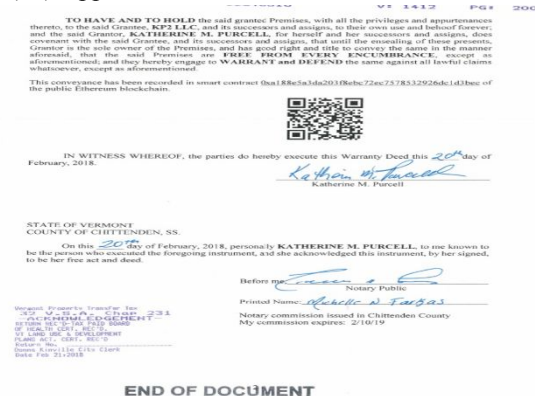 VT 1412 PG: 200
TO HAVE AND TO HOLD the said grantee Premises, with all the privileges and appurtenances
thereto, to the said Grantee, KP2 LLC, and its successors and assigns, to their own use and behoof forever;
and the said Grantor, KATHERINE M. PURCELL, for herself and her successors and assigns, does
covenant with the said Grantee, and its successors and assigns, that until the ensealing of these presents,
Grantor is the sole owner of the Premises, and has good right and title to convey the same in the manner
aforesaid, that the said Premises are FREE FROM EVERY ENCUMBRANCE, except as
aforementioned; and they hereby engage to WARRANT and DEFEND the same against all lawful claims
whatsoever, except as aforementioned.
This conveyance has been recorded in smart contract of
the public Ethereum blockchain.
IN WITNESS WHEREOF, the parties do hereby execute this Warranty Deed this 20th day of
February, 2018.
Katherine M. Purcell
Katherine M. Purcell
STATE OF VERMONT
COUNTY OF CHITTENDEN, SS.
On this 20th day of February, 2018, personally KATHERINE M. PURCELL, to me known to
be the person who executed the foregoing instrument, and she acknowledged this instrument, by her signed,
to be her free act and deed.
Before me,
Notary Public
Printed Name: Michelle N Farkas
Notary commission issued in Chittenden County
My commission expires: 2/10/19
Vermont Property Transfer Tax
32 V.S.A. Chap 231
-ACKNOWLEDGEMENT-
RETURN REC'D-TAX PAID BOARD
OF HEALTH CERT. REC'D.
VT LAND USE & DEVELOPMENT
PLANS ACT. CERT. REC'D
Return No.
Donna Kinville City Clerk
Date Feb 21, 2018
END OF DOCUMENT